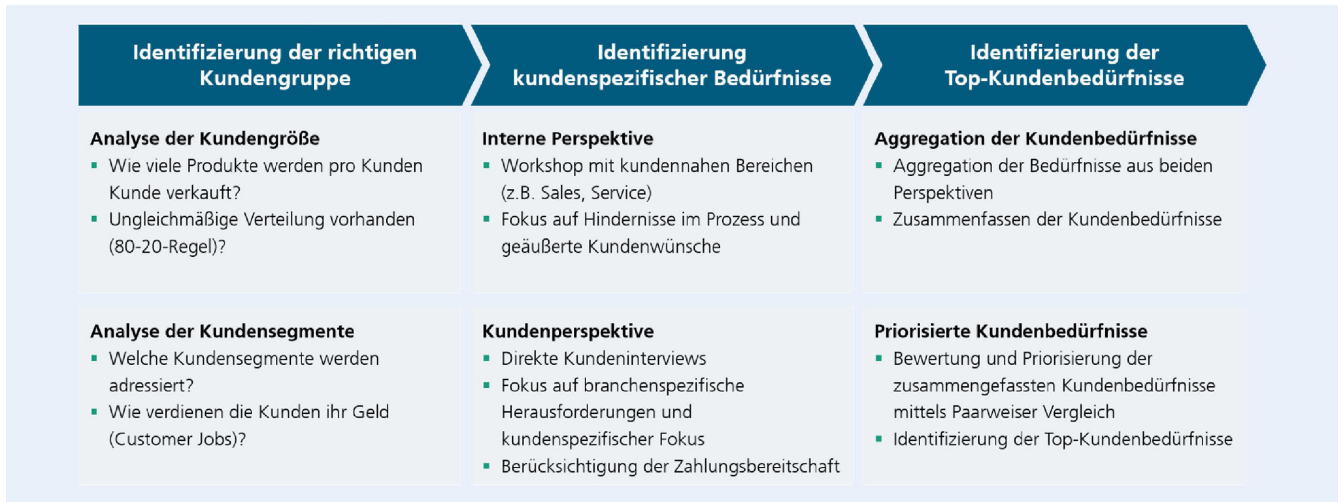 Identifizierung der richtigen
Kundengruppe
Identifizierung
kundenspezifischer Bedürfnisse
Identifizierung der
Top-Kundenbedürfnisse
Analyse der Kundengröße
▪ Wie viele Produkte werden pro Kunden
Kunde verkauft?
▪ Ungleichmäßige Verteilung vorhanden
(80-20-Regel)?
Interne Perspektive
▪ Workshop mit kundennahen Bereichen
(z.B. Sales, Service)
▪ Fokus auf Hindernisse im Prozess und
geäußerte Kundenwünsche
Aggregation der Kundenbedürfnisse
▪ Aggregation der Bedürfnisse aus beiden
Perspektiven
▪ Zusammenfassen der Kundenbedürfnisse
Analyse der Kundensegmente
▪ Welche Kundensegmente werden
adressiert?
▪ Wie verdienen die Kunden ihr Geld
(Customer Jobs)?
Kundenperspektive
▪ Direkte Kundeninterviews
▪ Fokus auf branchenspezifische
Herausforderungen und
kundenspezifischer Fokus
▪ Berücksichtigung der Zahlungsbereitschaft
Priorisierte Kundenbedürfnisse
▪ Bewertung und Priorisierung der
zusammengefassten Kundenbedürfnisse
mittels Paarweiser Vergleich
▪ Identifizierung der Top-Kundenbedürfnisse